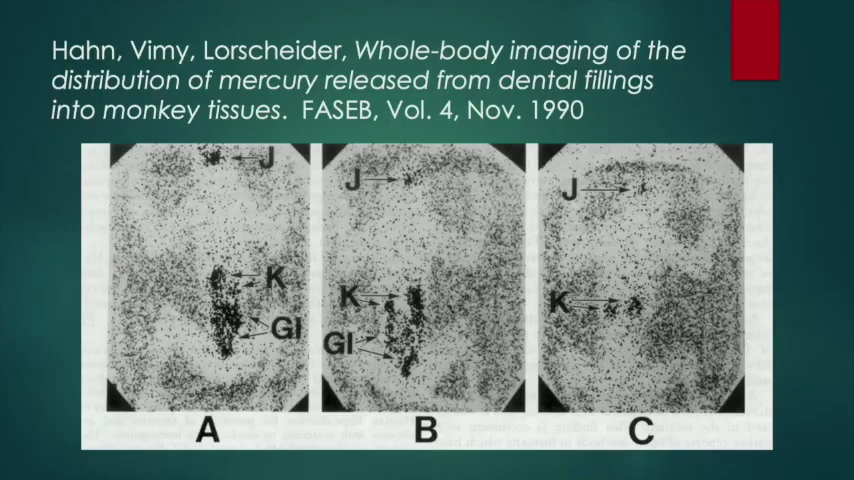 Hahn, Vimy, Lorscheider, Whole-body imaging of the
distribution of mercury released from dental fillings
into monkey tissues. FASEB, Vol. 4, Nov. 1990
J
K
GI
A
J
K
GI
B
J
K
C